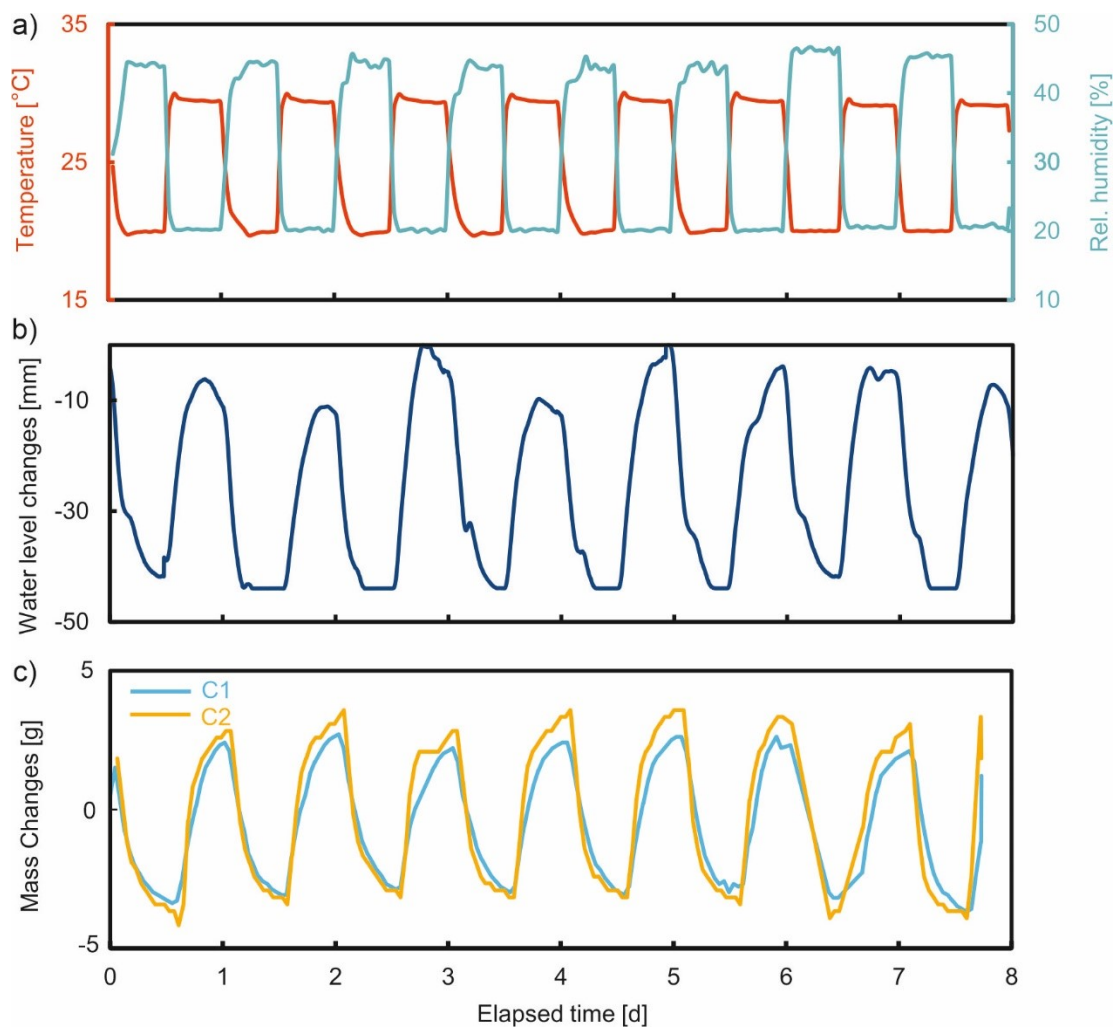 a)
35
25
15
Temperature [°C]
50
40
30
20
10
Rel. humidity [%]
b)
-10
-30
-50
Water level changes [mm]
c)
5
0
-5
Mass Changes [g]
C1
C2
0 1 2 3 4 5 6 7 8
Elapsed time [d]